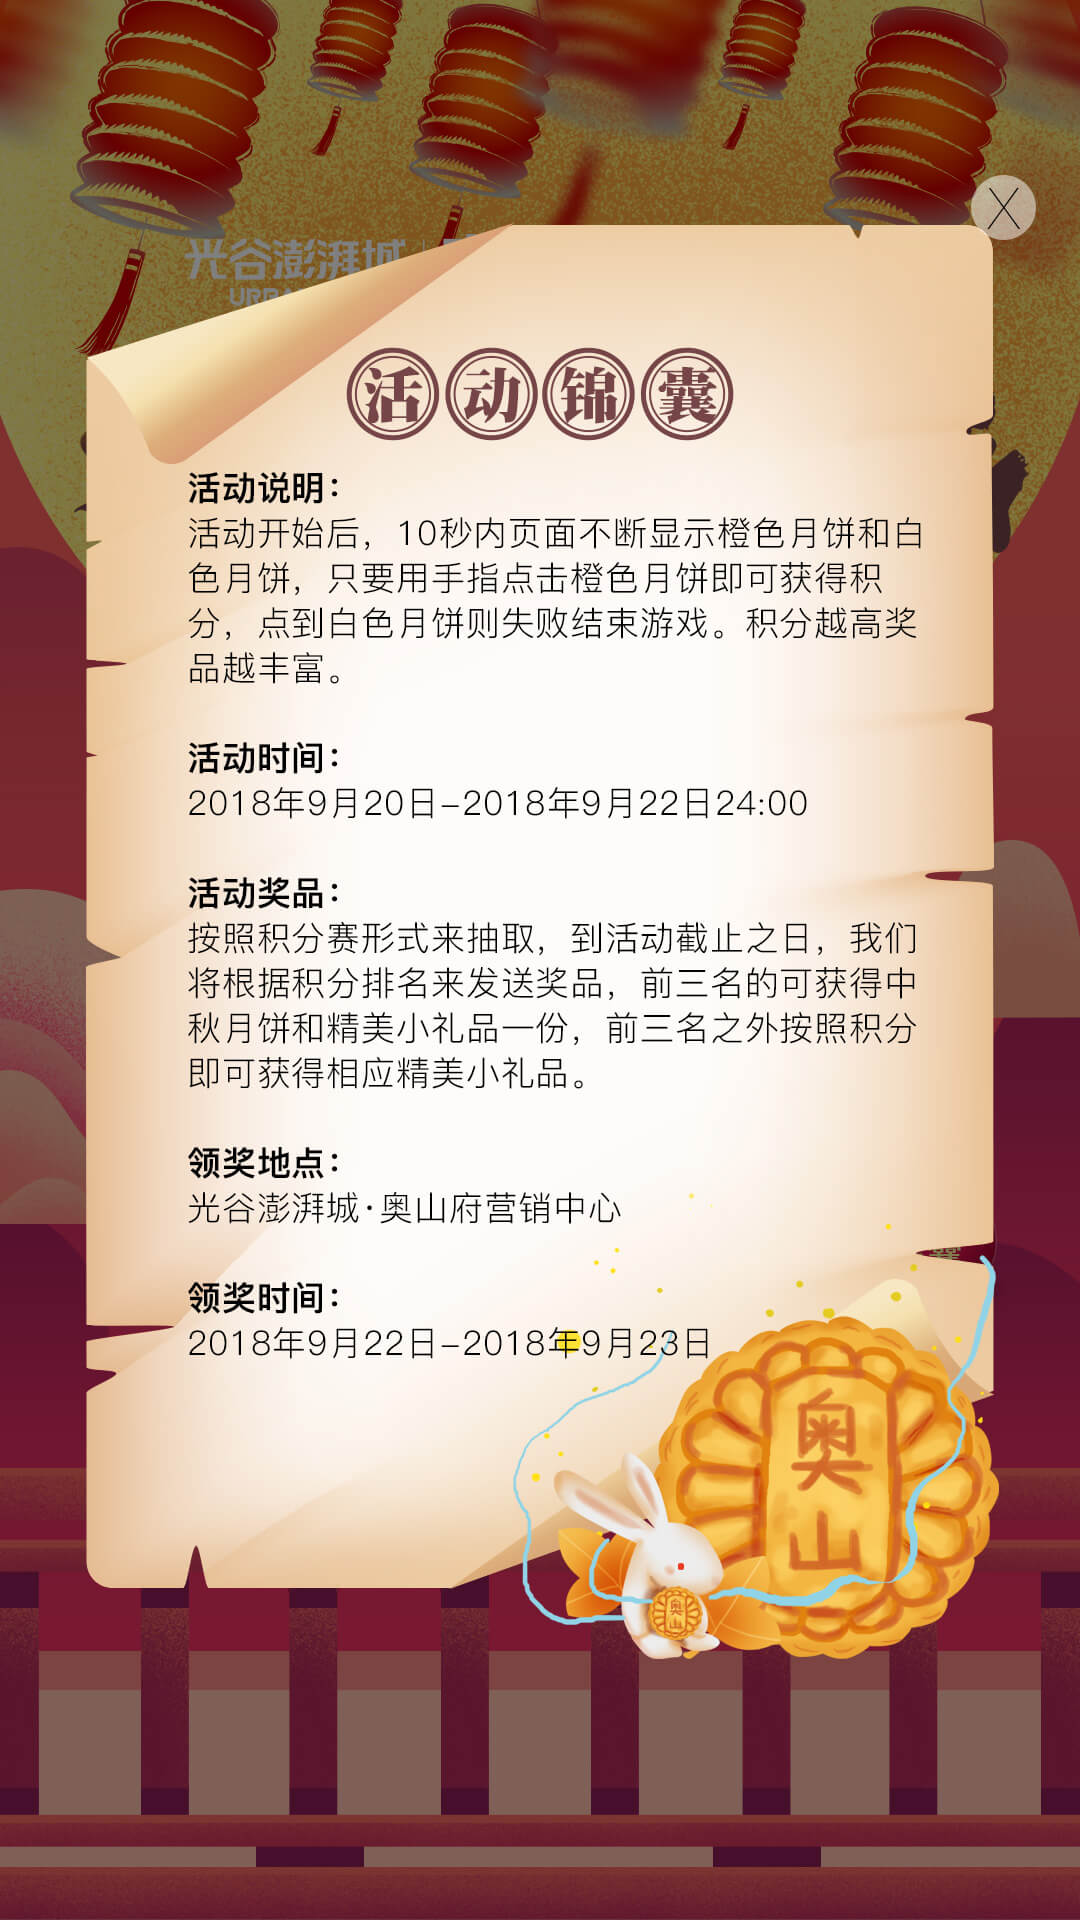 X
光谷澎湃城
活动锦囊
活动说明：
活动开始后，10秒内页面不断显示橙色月饼和白
色月饼，只要用手指点击橙色月饼即可获得积
分，点到白色月饼则失败结束游戏。积分越高奖
品越丰富。
活动时间：
2018年9月20日-2018年9月22日24:00
活动奖品：
按照积分赛形式来抽取，到活动截止之日，我们
将根据积分排名来发送奖品，前三名的可获得中
秋月饼和精美小礼品一份，前三名之外按照积分
即可获得相应精美小礼品。
领奖地点：
光谷澎湃城·奥山府营销中心
领奖时间：
2018年9月22日-2018年9月23日
奥山
奥山